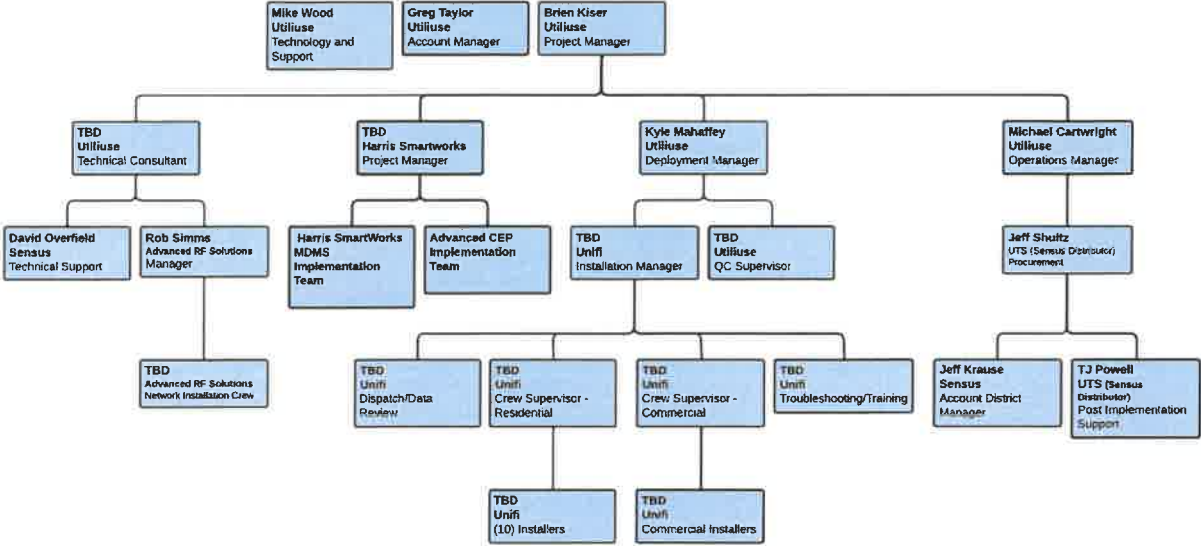 Mike Wood
Utiliuse
Technology and
Support
Greg Taylor
Utiliuse
Account Manager
Brien Kiser
Utiliuse
Project Manager
TBD
Utiliuse
Technical Consultant
TBD
Harris Smartworks
Project Manager
Kyle Mahaffey
Utiliuse
Deployment Manager
Michael Cartwright
Utiliuse
Operations Manager
David Overfield
Sensus
Technical Support
Rob Simms
Advanced RF Solutions
Manager
Harris SmartWorks
MDMS
Implementation
Team
Advanced CEP
Implementation
Team
TBD
Unifi
Installation Manager
TBD
Utiliuse
QC Supervisor
Jeff Shultz
UTS (Sensus Distributor)
Procurement
TBD
Advanced RF Solutions
Network Installation Crew
TBD
Unifi
Dispatch/Data
Review
TBD
Unifi
Crew Supervisor -
Residential
TBD
Unifi
Crew Supervisor -
Commercial
TBD
Unifi
Troubleshooting/Training
Jeff Krause
Sensus
Account District
Manager
TJ Powell
UTS (Sensus
Distributor)
Post Implementation
Support
TBD
Unifi
(10) Installers
TBD
Unifi
Commercial Installers